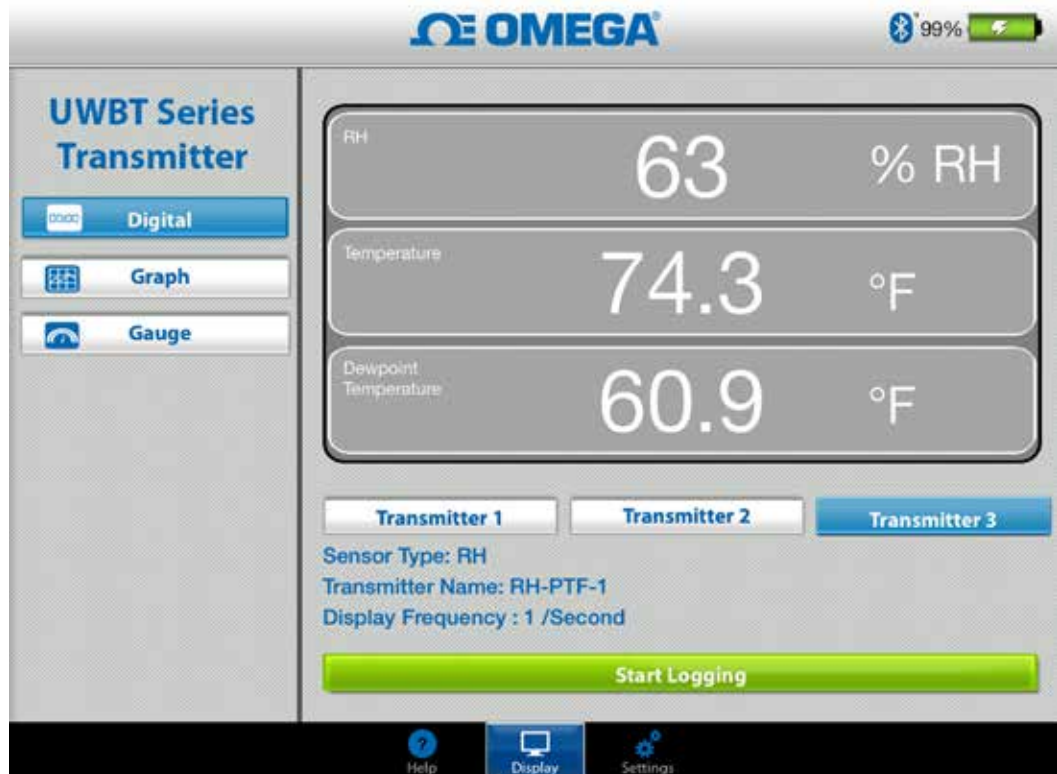 OMEGA
99%
UWBT Series
Transmitter
Digital
Graph
Gauge
RH
63
% RH
Temperature
74.3
°F
Dewpoint
Temperature
60.9
°F
Transmitter 1
Transmitter 2
Transmitter 3
Sensor Type: RH
Transmitter Name: RH-PTF-1
Display Frequency : 1 /Second
Start Logging
?
Help
Display
Settings